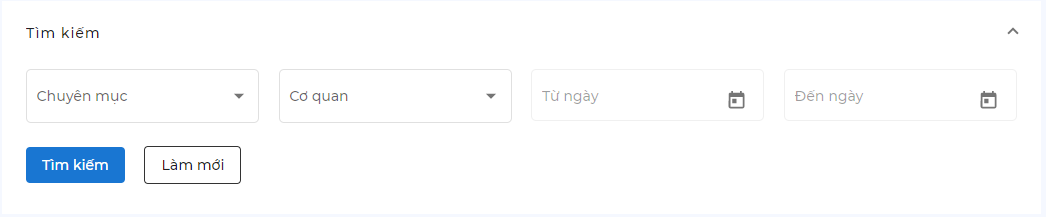 Tìm kiếm
Chuyên mục Cơ quan Từ ngày Đến ngày
Tìm kiếm Làm mới